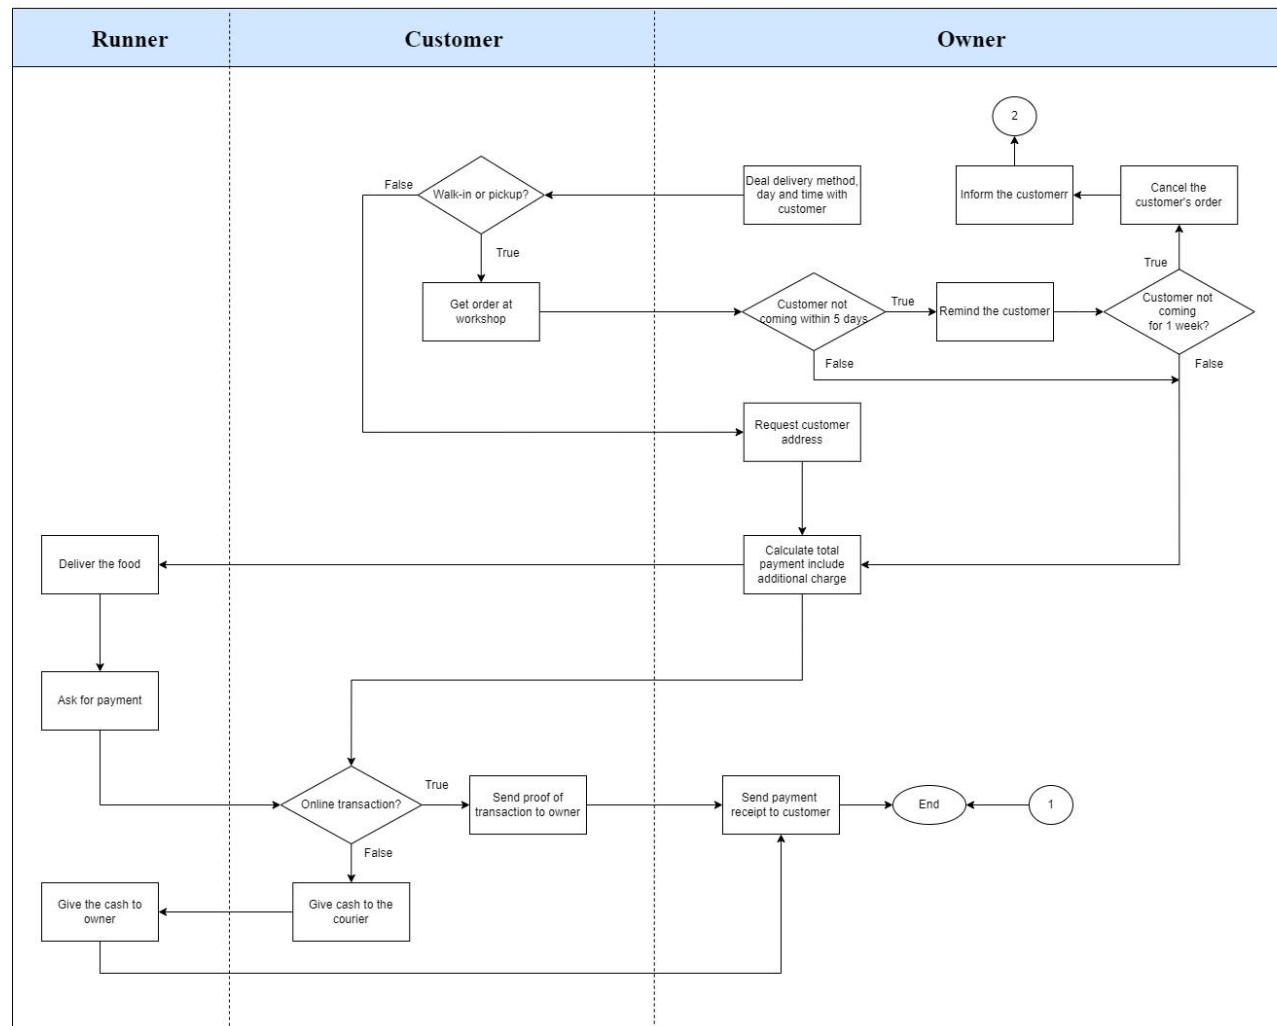 Runner
Customer
Owner
2
False
Walk-in or pickup?
Deal delivery method,
day and time with
customer
Inform the customerr
Cancel the
customer's order
True
True
Get order at
workshop
Customer not
coming within 5 days
True
Remind the customer
Customer not
coming
for 1 week?
False
False
Request customer
address
Deliver the food
Calculate total
payment include
additional charge
Ask for payment
Online transaction?
True
Send proof of
transaction to owner
Send payment
receipt to customer
End
1
False
Give the cash to
owner
Give cash to the
courier